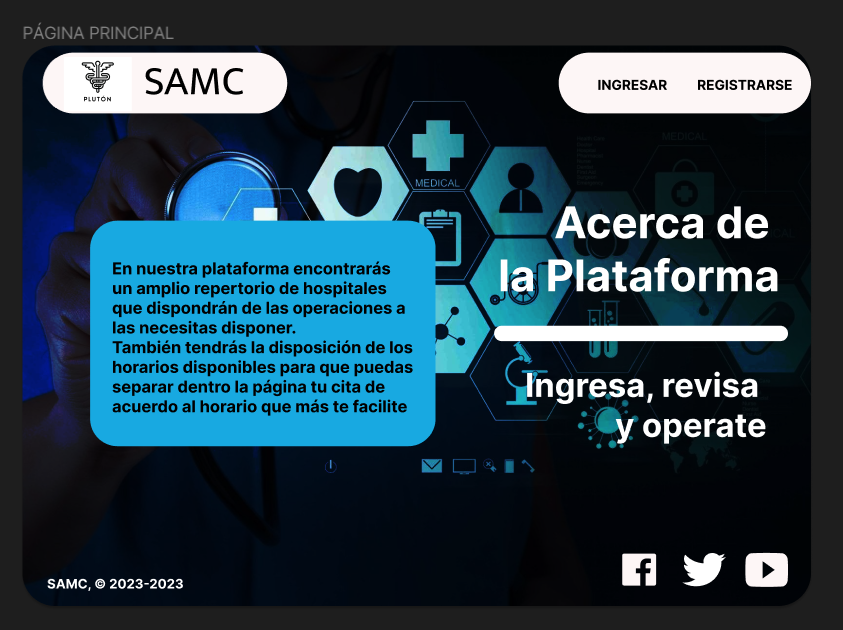 PÁGINA PRINCIPAL
PLUTÓN
SAMC
INGRESAR
REGISTRARSE
MEDICAL
MEDICAL
Acerca de
la Plataforma
En nuestra plataforma encontrarás
un amplio repertorio de hospitales
que dispondrán de las operaciones a
las necesitas disponer.
También tendrás la disposición de los
horarios disponibles para que puedas
separar dentro la página tu cita de
acuerdo al horario que más te facilite
Ingresa, revisa
y operate
SAMC, © 2023-2023